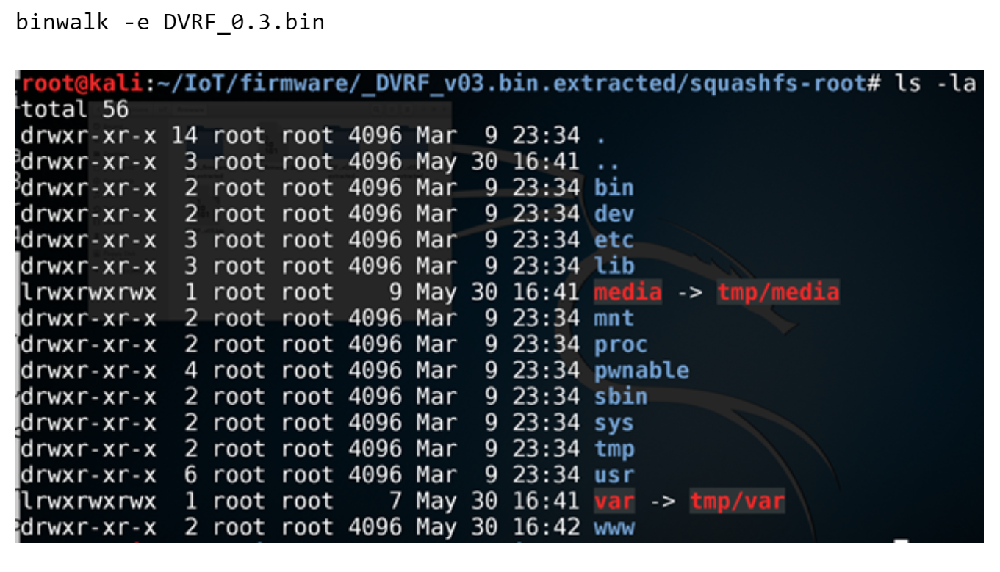 binwalk -e DVRF_0.3.bin
root@kali:~/IoT/firmware/_DVRF_v03.bin.extracted/squashfs-root# ls -la
total 56
drwxr-xr-x 14 root root 4096 Mar  9 23:34 .
drwxr-xr-x  3 root root 4096 May 30 16:41 ..
drwxr-xr-x  2 root root 4096 Mar  9 23:34 bin
drwxr-xr-x  2 root root 4096 Mar  9 23:34 dev
drwxr-xr-x  3 root root 4096 Mar  9 23:34 etc
drwxr-xr-x  3 root root 4096 Mar  9 23:34 lib
lrwxrwxrwx  1 root root    9 May 30 16:41 media -> tmp/media
drwxr-xr-x  2 root root 4096 Mar  9 23:34 mnt
drwxr-xr-x  2 root root 4096 Mar  9 23:34 proc
drwxr-xr-x  4 root root 4096 Mar  9 23:34 pwnable
drwxr-xr-x  2 root root 4096 Mar  9 23:34 sbin
drwxr-xr-x  2 root root 4096 Mar  9 23:34 sys
drwxr-xr-x  2 root root 4096 Mar  9 23:34 tmp
drwxr-xr-x  6 root root 4096 Mar  9 23:34 usr
lrwxrwxrwx  1 root root    7 May 30 16:41 var -> tmp/var
drwxr-xr-x  2 root root 4096 May 30 16:42 www